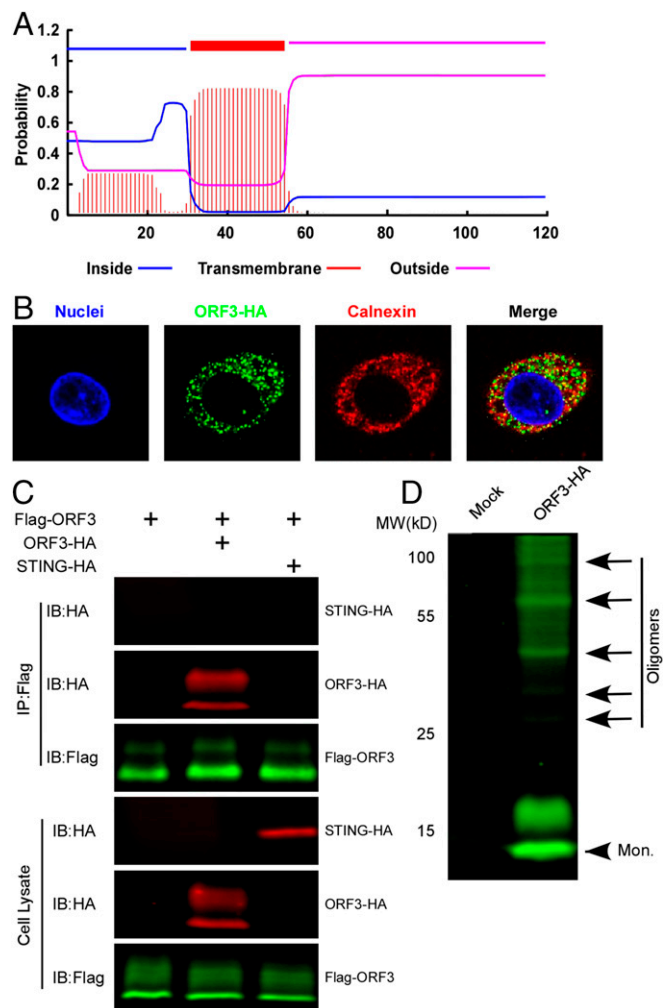 A
Probability
1.2
1
0.8
0.6
0.4
0.2
0
20 40 60 80 100 120
Inside Transmembrane Outside
B
Nuclei ORF3-HA Calnexin Merge
C
Flag-ORF3 + + +
ORF3-HA +
STING-HA +
IP:Flag
IB:HA STING-HA
IB:HA ORF3-HA
IB:Flag Flag-ORF3
Cell Lysate
IB:HA STING-HA
IB:HA ORF3-HA
IB:Flag Flag-ORF3
D
Mock ORF3-HA
MW(kD)
100
55
25
15
Oligomers
Mon.